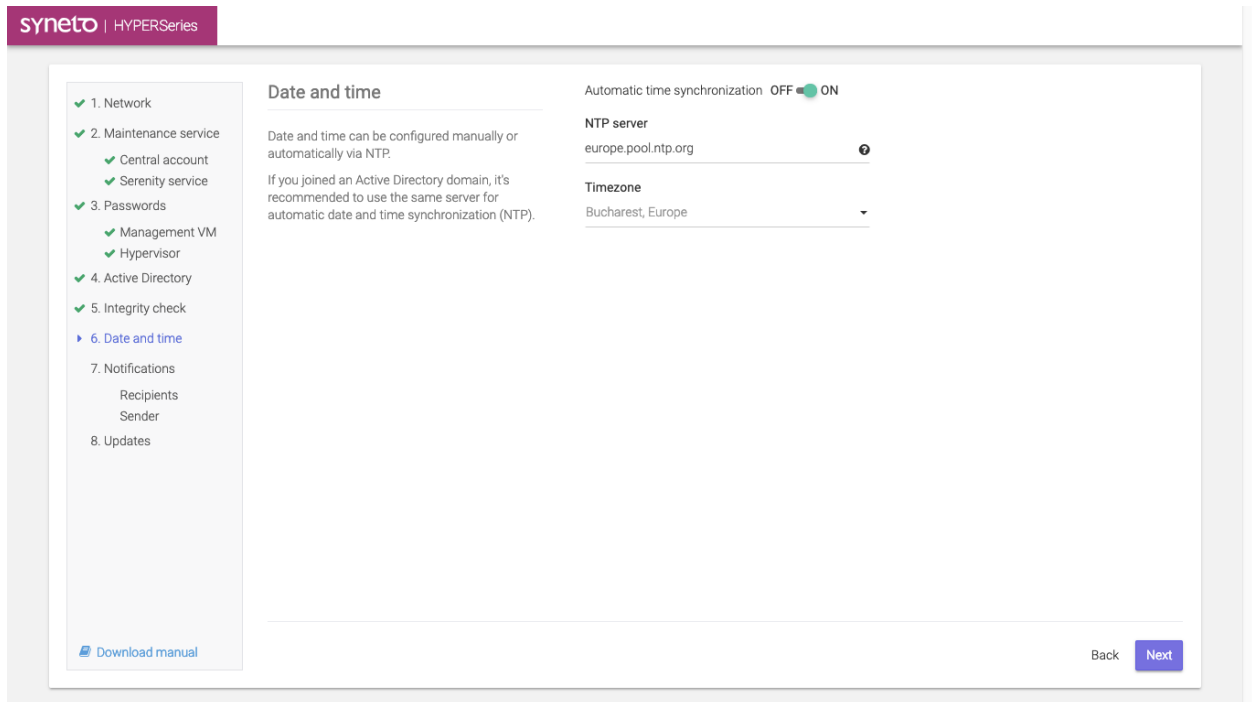 syneto | HYPERSeries
1. Network
2. Maintenance service
Central account
Serenity service
3. Passwords
Management VM
Hypervisor
4. Active Directory
5. Integrity check
6. Date and time
7. Notifications
Recipients
Sender
8. Updates
Download manual
Date and time
Date and time can be configured manually or
automatically via NTP.
If you joined an Active Directory domain, it's
recommended to use the same server for
automatic date and time synchronization (NTP).
Automatic time synchronization OFF ON
NTP server
europe.pool.ntp.org
Timezone
Bucharest, Europe
Back Next